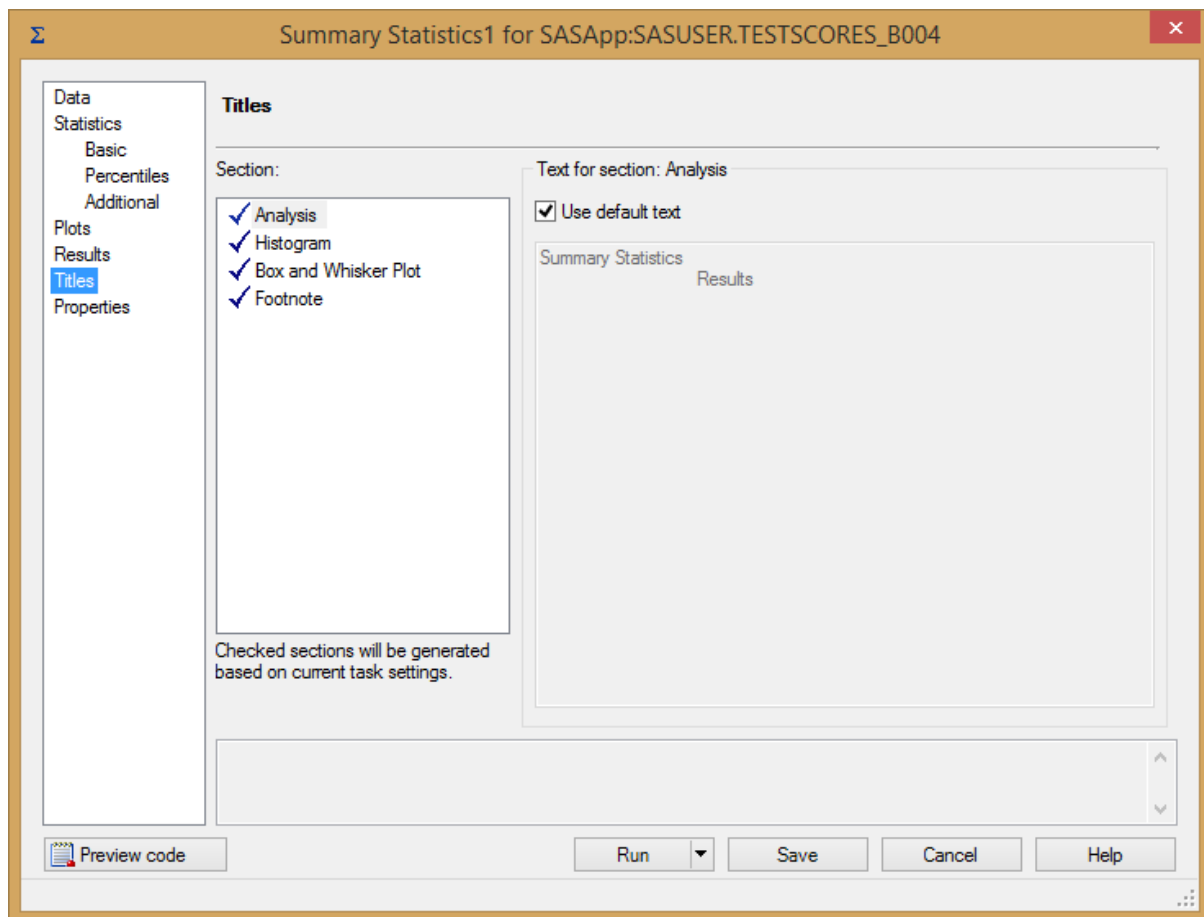 Σ Summary Statistics1 for SASApp:SASUSER.TESTSCORES_B004
Data
Statistics
Basic
Percentiles
Additional
Plots
Results
Titles
Properties
Titles
Section:
Analysis
Histogram
Box and Whisker Plot
Footnote
Checked sections will be generated
based on current task settings.
Text for section: Analysis
Use default text
Summary Statistics
Results
Preview code
Run
Save
Cancel
Help